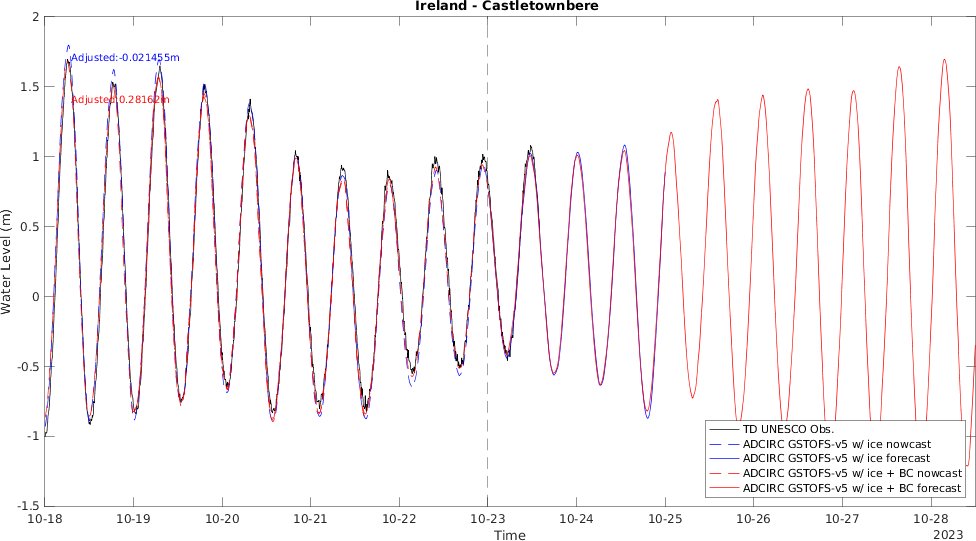 Ireland - Castletownbere
2
1.5
1
0.5
0
-0.5
-1
-1.5
Water Level (m)
Adjusted:-0.021455m
Adjusted:0.28162m
TD UNESCO Obs.
ADCIRC GSTOFS-v5 w/ ice nowcast
ADCIRC GSTOFS-v5 w/ ice forecast
ADCIRC GSTOFS-v5 w/ ice + BC nowcast
ADCIRC GSTOFS-v5 w/ ice + BC forecast
10-18 10-19 10-20 10-21 10-22 10-23 10-24 10-25 10-26 10-27 10-28
Time
2023